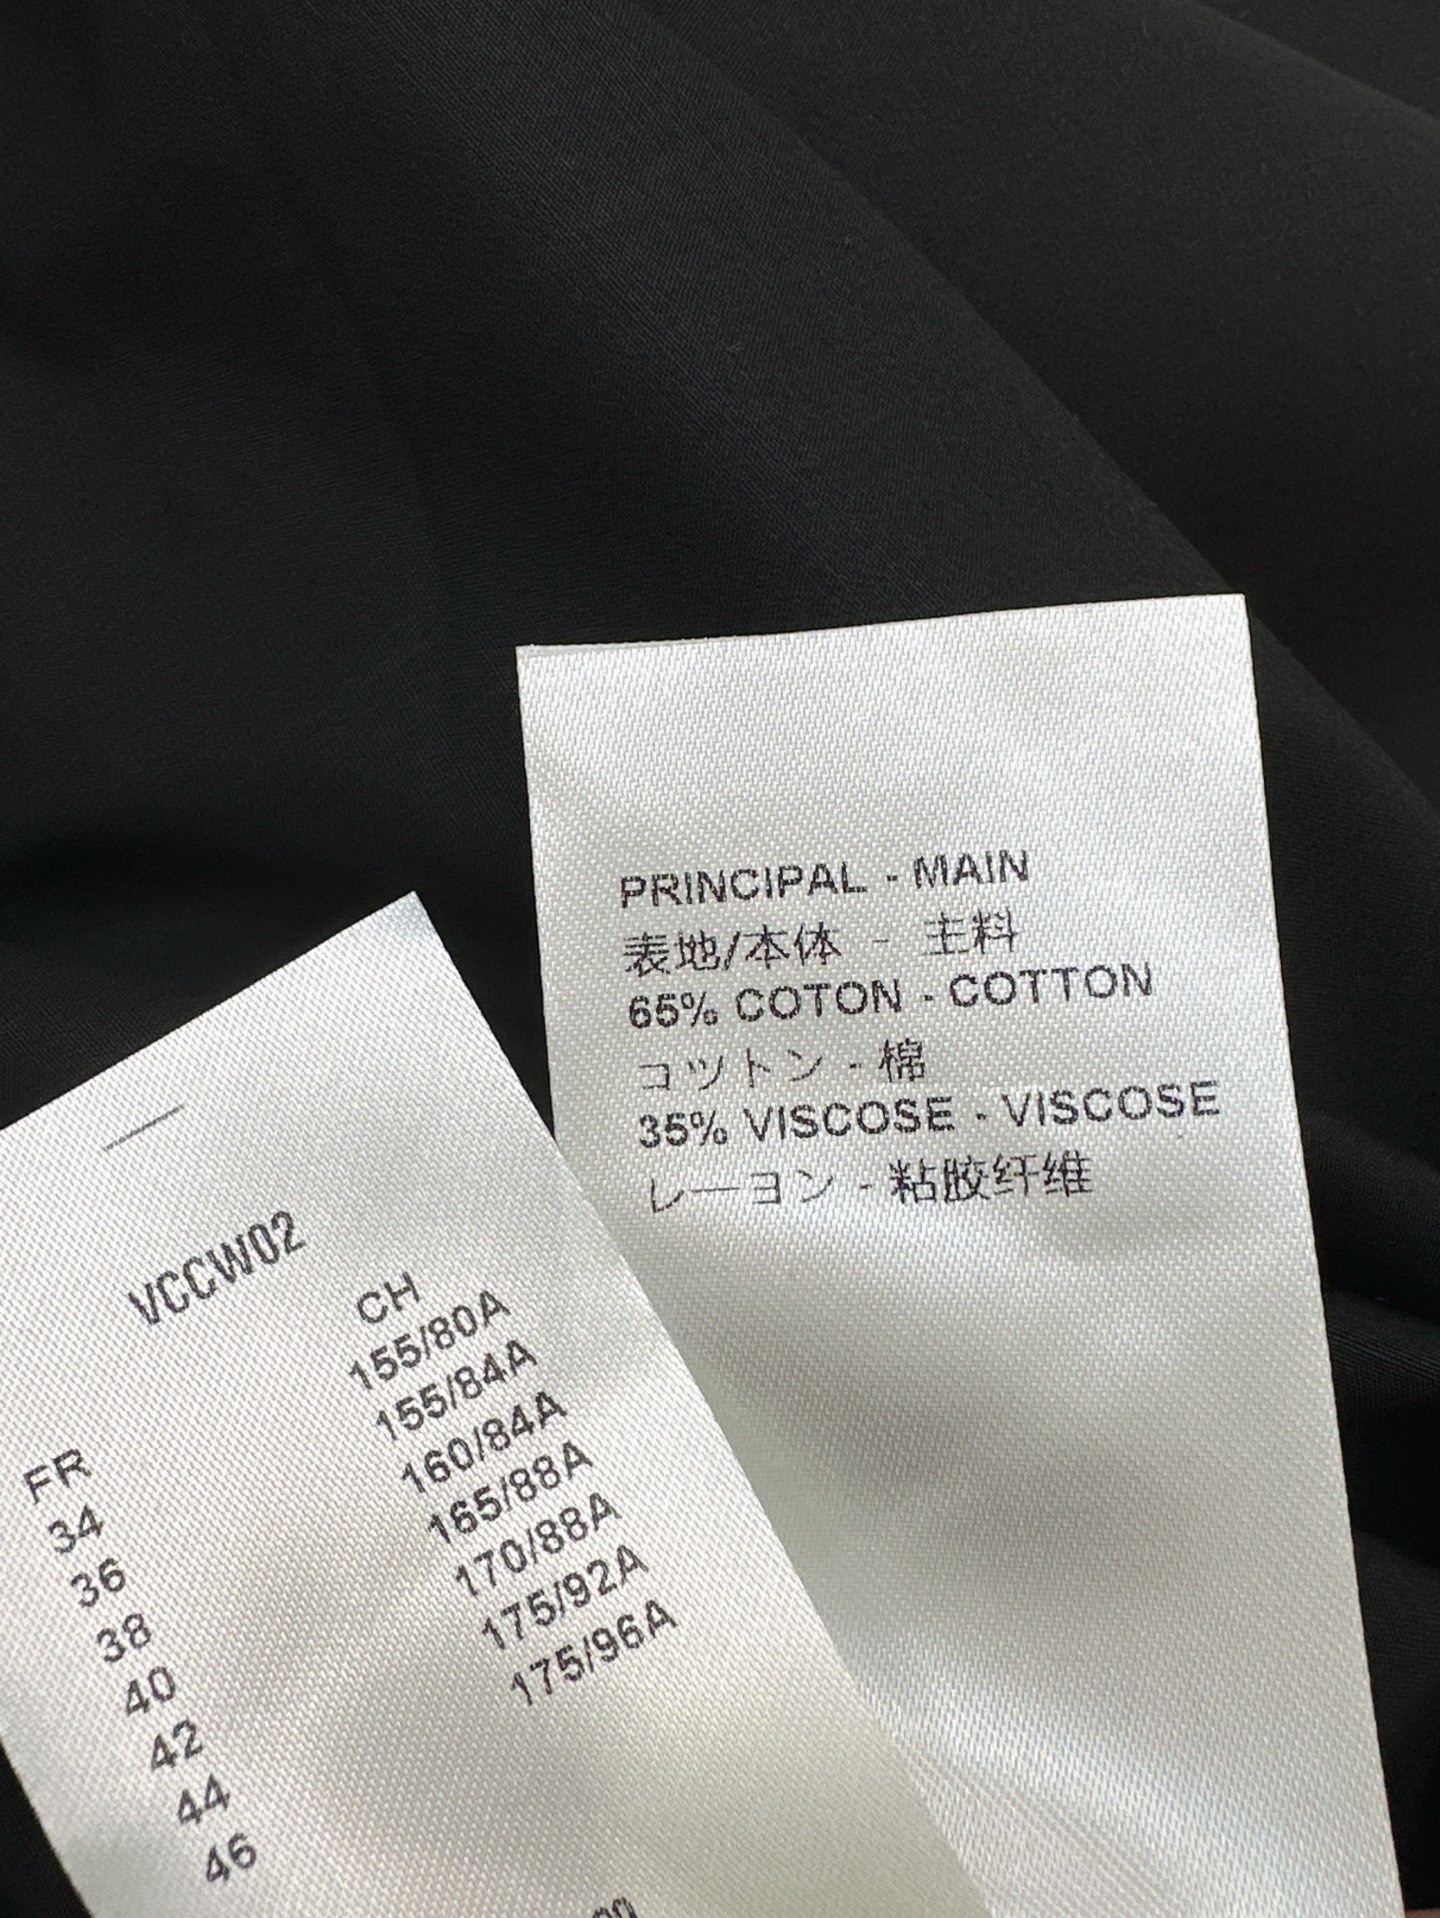 PRINCIPAL - MAIN
表地/本体 - 主料
65% COTON - COTTON
コットン - 棉
35% VISCOSE - VISCOSE
レーヨン - 粘胶纤维
VCCW02
FR CH
34 155/80A
36 155/84A
38 160/84A
40 165/88A
42 170/88A
44 175/92A
46 175/96A